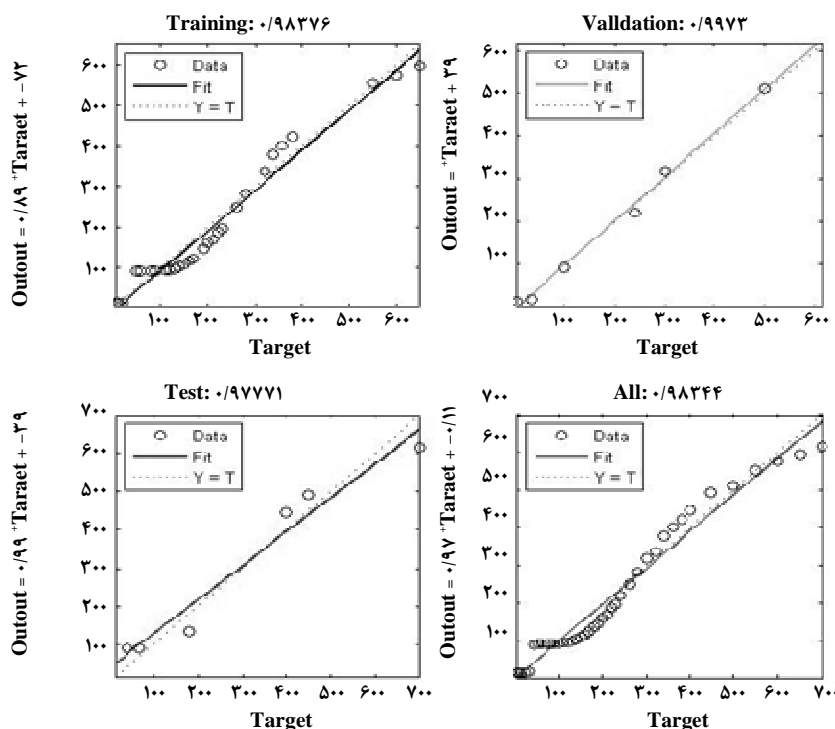 Training: ۰/۹۸۳۷۶
Outout = ۰/۸۹ +Taraet + −۷۳
Data
Fit
Y = T
۶۰۰
۵۰۰
۴۰۰
۳۰۰
۲۰۰
۱۰۰
۱۰۰ ۲۰۰ ۳۰۰ ۴۰۰ ۵۰۰ ۶۰۰
Target
Valldation: ۰/۹۹۷۳
Outout = +Taraet + ۳۹
Data
Fit
Y − T
۶۰۰
۵۰۰
۴۰۰
۳۰۰
۲۰۰
۱۰۰
۱۰۰ ۲۰۰ ۳۰۰ ۴۰۰ ۵۰۰ ۶۰۰
Target
Test: ۰/۹۷۷۷۱
Outout = ۰/۹۹ +Taraet + −۳۹
Data
Fit
Y = T
۷۰۰
۶۰۰
۵۰۰
۴۰۰
۳۰۰
۲۰۰
۱۰۰
۱۰۰ ۲۰۰ ۳۰۰ ۴۰۰ ۵۰۰ ۶۰۰ ۷۰۰
Target
All: ۰/۹۸۳۴۴
Outout = ۰/۹۷ +Taraet + −۰/۱۱
Data
Fit
Y = T
۷۰۰
۶۰۰
۵۰۰
۴۰۰
۳۰۰
۲۰۰
۱۰۰
۱۰۰ ۲۰۰ ۳۰۰ ۴۰۰ ۵۰۰ ۶۰۰ ۷۰۰
Target